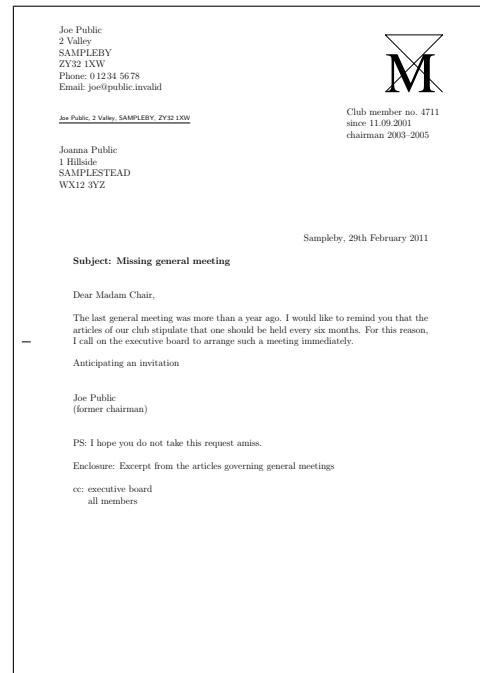 Joe Public
2 Valley
SAMPLEBY
ZY32 1XW
Phone: 0 12 34 56 78
Email: joe@public.invalid
M
Club member no. 4711
since 11.09.2001
chairman 2003–2005
Joe Public, 2 Valley, SAMPLEBY, ZY32 1XW
Joanna Public
1 Hillside
SAMPLESTEAD
WX12 3YZ
Sampleby, 29th February 2011
Subject: Missing general meeting
Dear Madam Chair,
The last general meeting was more than a year ago. I would like to remind you that the
articles of our club stipulate that one should be held every six months. For this reason,
I call on the executive board to arrange such a meeting immediately.
Anticipating an invitation
Joe Public
(former chairman)
PS: I hope you do not take this request amiss.
Enclosure: Excerpt from the articles governing general meetings
cc: executive board
all members